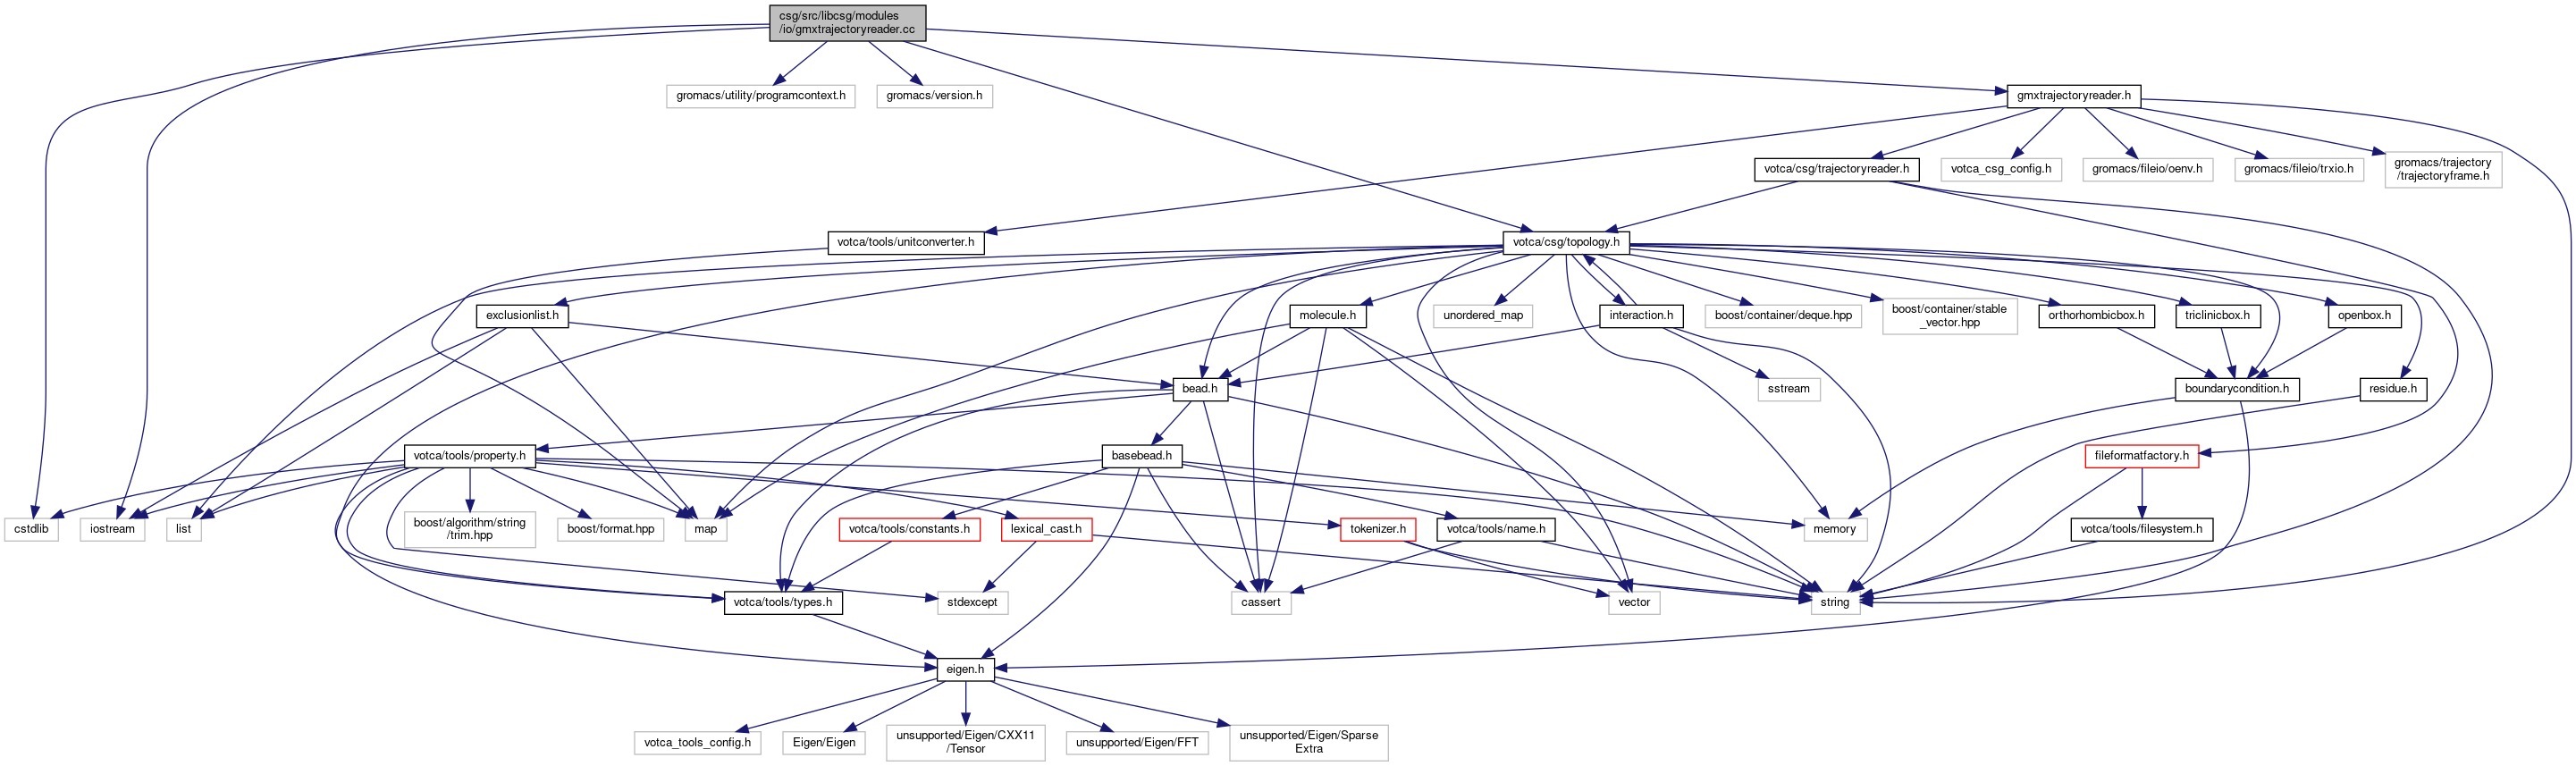 csg/src/libcsg/modules
/io/gmxtrajectoryreader.cc
gromacs/utility/programcontext.h
gromacs/version.h
gmxtrajectoryreader.h
votca/csg/trajectoryreader.h
votca_csg_config.h
gromacs/fileio/oenv.h
gromacs/fileio/trxio.h
gromacs/trajectory
/trajectoryframe.h
votca/tools/unitconverter.h
votca/csg/topology.h
exclusionlist.h
molecule.h
unordered_map
interaction.h
boost/container/deque.hpp
boost/container/stable
_vector.hpp
orthorhombicbox.h
triclinicbox.h
openbox.h
bead.h
sstream
boundarycondition.h
residue.h
votca/tools/property.h
basebead.h
fileformatfactory.h
cstdlib
iostream
list
boost/algorithm/string
/trim.hpp
boost/format.hpp
map
votca/tools/constants.h
lexical_cast.h
tokenizer.h
votca/tools/name.h
memory
votca/tools/filesystem.h
votca/tools/types.h
stdexcept
cassert
vector
string
eigen.h
votca_tools_config.h
Eigen/Eigen
unsupported/Eigen/CXX11
/Tensor
unsupported/Eigen/FFT
unsupported/Eigen/Sparse
Extra